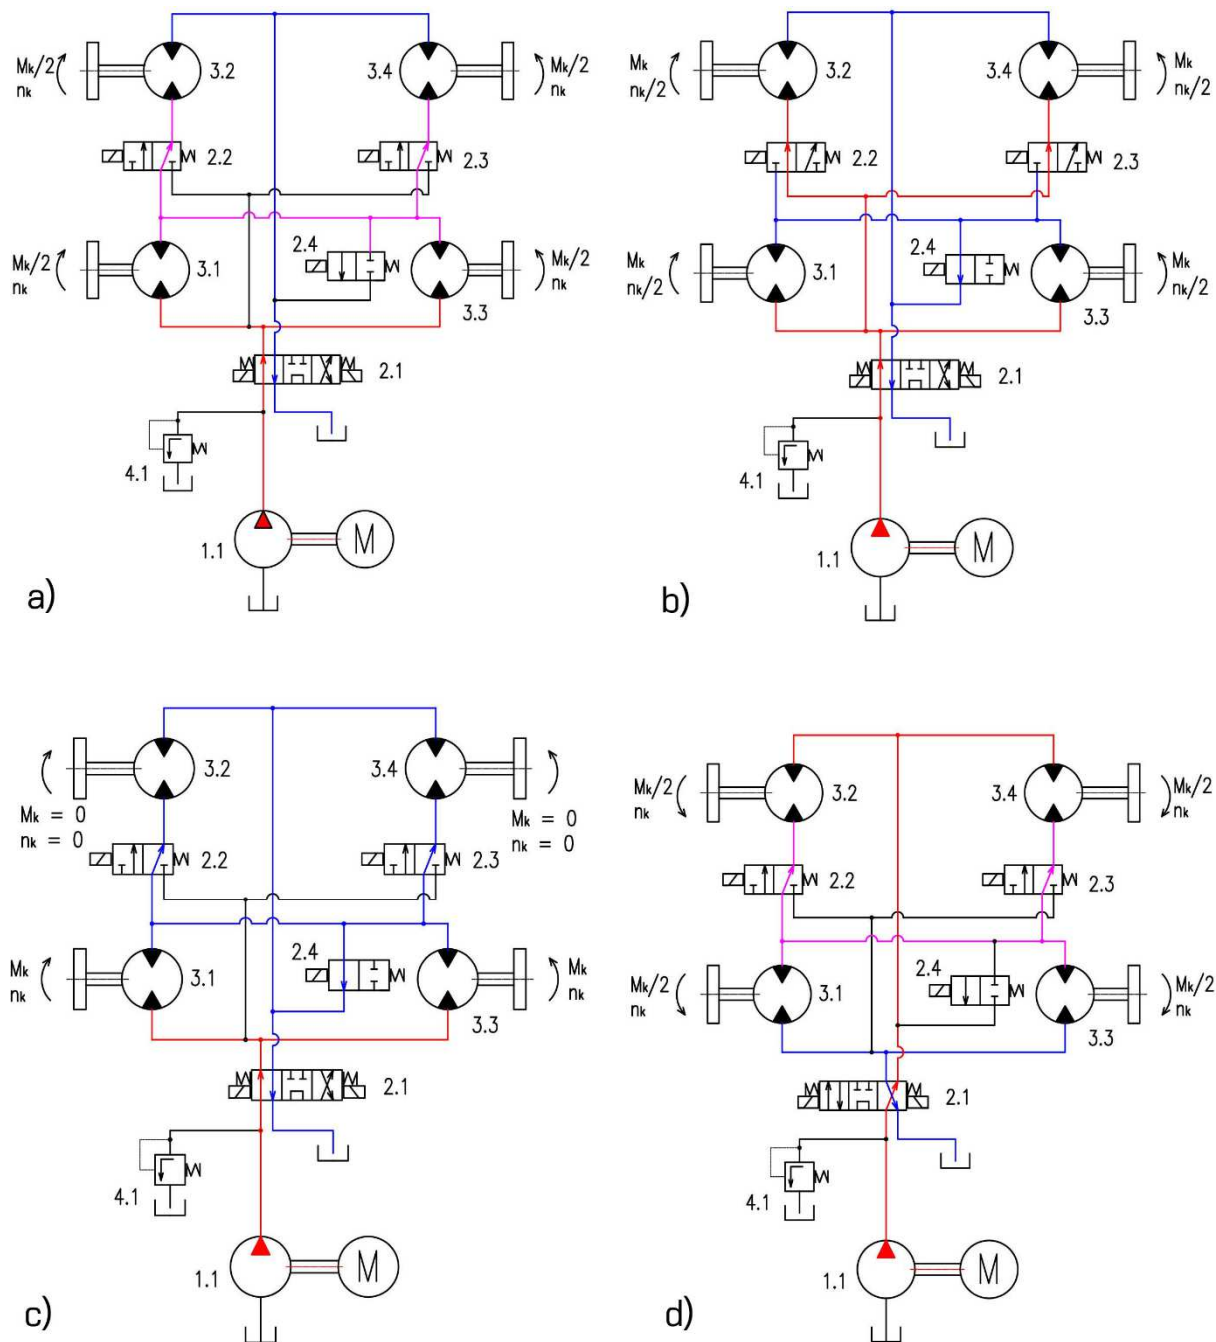 Mk/2
nk
3.2
3.4
Mk/2
nk
2.2
2.3
Mk/2
nk
3.1
2.4
3.3
Mk/2
nk
2.1
4.1
1.1
M
a)
Mk
nk/2
3.2
3.4
Mk
nk/2
2.2
2.3
Mk
nk/2
3.1
2.4
3.3
Mk
nk/2
2.1
4.1
1.1
M
b)
3.2
3.4
Mk = 0
nk = 0
Mk = 0
nk = 0
2.2
2.3
Mk
nk
3.1
2.4
3.3
Mk
nk
2.1
4.1
1.1
M
c)
Mk/2
nk
3.2
3.4
Mk/2
nk
2.2
2.3
Mk/2
nk
3.1
2.4
3.3
Mk/2
nk
2.1
4.1
1.1
M
d)